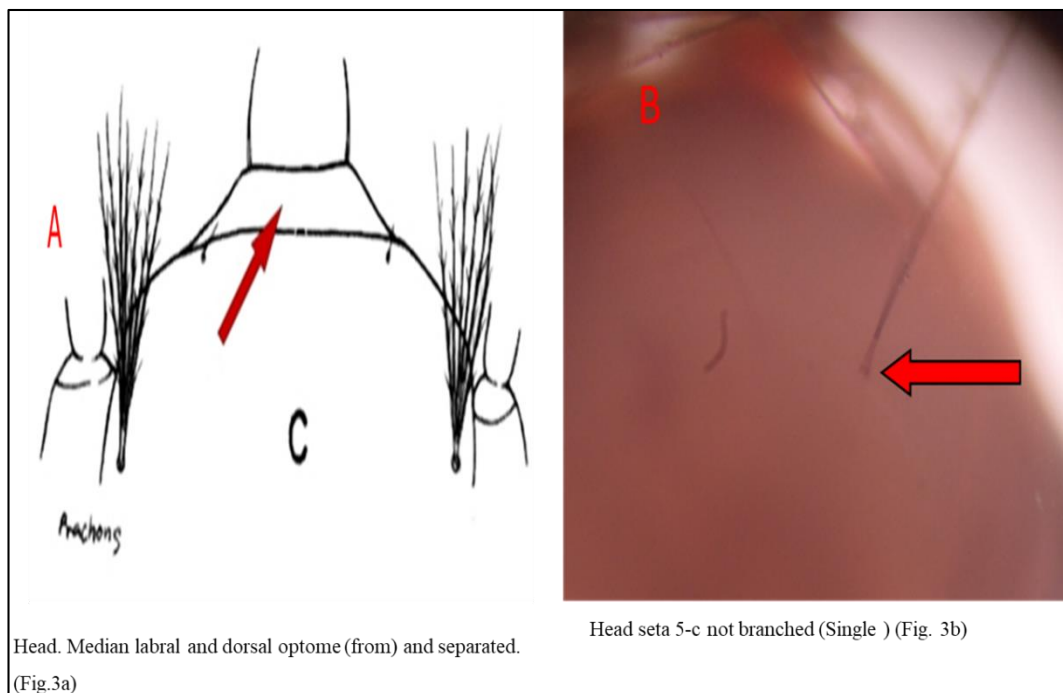 A
B
C
Prachong
Head. Median labral and dorsal optome (from) and separated.
(Fig.3a)
Head seta 5-c not branched (Single ) (Fig. 3b)